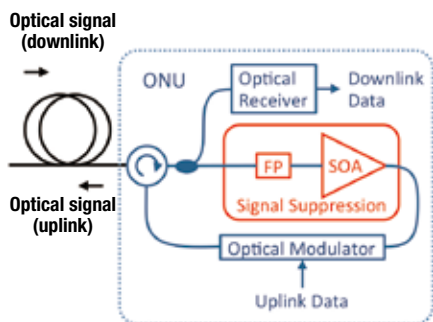 Optical signal
(downlink)
ONU
Optical
Receiver
Downlink
Data
FP
SOA
Signal Suppression
Optical signal
(uplink)
Optical Modulator
Uplink Data